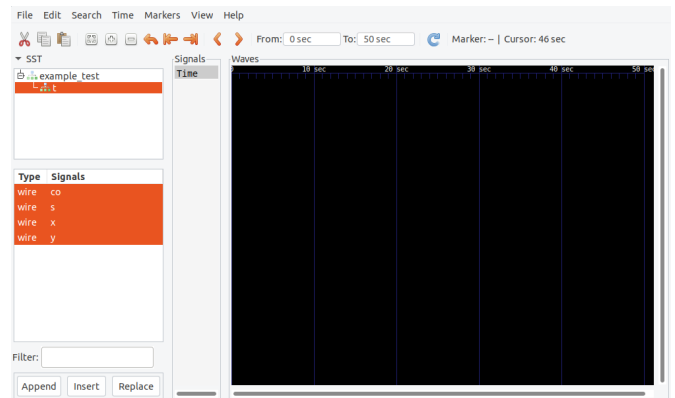 File Edit Search Time Markers View Help
From: 0 sec To: 50 sec Marker: -- | Cursor: 46 sec
SST
Signals
Waves
example_test
t
Time
10 sec 20 sec 30 sec 40 sec 50 sec
Type Signals
wire co
wire s
wire x
wire y
Filter:
Append Insert Replace